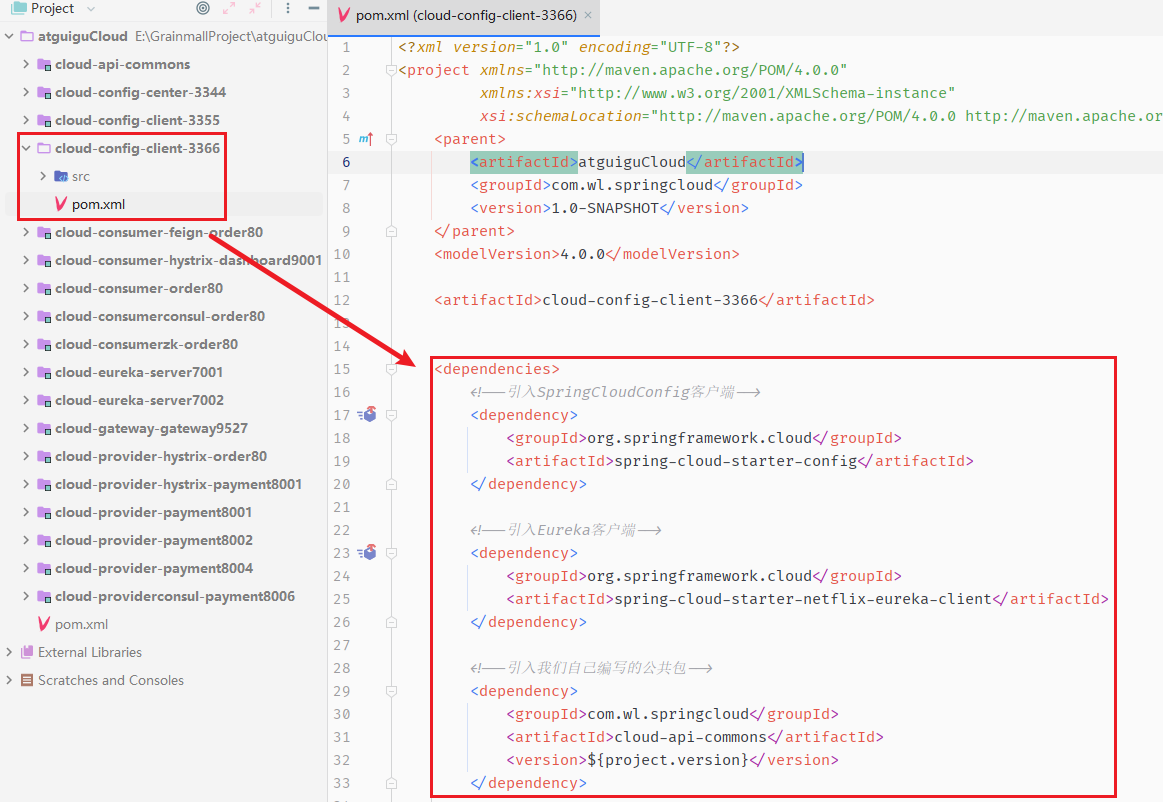 Project
atguiguCloud E:\GrainmallProject\atguiguClou
cloud-api-commons
cloud-config-center-3344
cloud-config-client-3355
cloud-config-client-3366
src
pom.xml
cloud-consumer-feign-order80
cloud-consumer-hystrix-dashboard9001
cloud-consumer-order80
cloud-consumerconsul-order80
cloud-consumerzk-order80
cloud-eureka-server7001
cloud-eureka-server7002
cloud-gateway-gateway9527
cloud-provider-hystrix-order80
cloud-provider-hystrix-payment8001
cloud-provider-payment8001
cloud-provider-payment8002
cloud-provider-payment8004
cloud-providerconsul-payment8006
pom.xml
External Libraries
Scratches and Consoles
pom.xml (cloud-config-client-3366)
1 <?xml version="1.0" encoding="UTF-8"?>
2 <project xmlns="http://maven.apache.org/POM/4.0.0"
3 xmlns:xsi="http://www.w3.org/2001/XMLSchema-instance"
4 xsi:schemaLocation="http://maven.apache.org/POM/4.0.0 http://maven.apache.or
5 <parent>
6 <artifactId>atguiguCloud</artifactId>
7 <groupId>com.wl.springcloud</groupId>
8 <version>1.0-SNAPSHOT</version>
9 </parent>
10 <modelVersion>4.0.0</modelVersion>
11
12 <artifactId>cloud-config-client-3366</artifactId>
13
14
15 <dependencies>
16 <!--引入SpringCloudConfig客户端-->
17 <dependency>
18 <groupId>org.springframework.cloud</groupId>
19 <artifactId>spring-cloud-starter-config</artifactId>
20 </dependency>
21
22 <!--引入Eureka客户端-->
23 <dependency>
24 <groupId>org.springframework.cloud</groupId>
25 <artifactId>spring-cloud-starter-netflix-eureka-client</artifactId>
26 </dependency>
27
28 <!--引入我们自己编写的公共包-->
29 <dependency>
30 <groupId>com.wl.springcloud</groupId>
31 <artifactId>cloud-api-commons</artifactId>
32 <version>${project.version}</version>
33 </dependency>